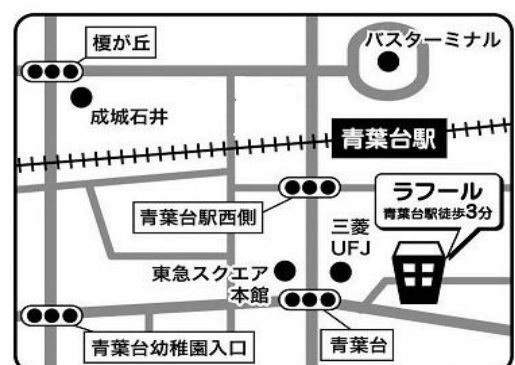 榎が丘
バスターミナル
成城石井
青葉台駅
ラフール
青葉台駅徒歩3分
青葉台駅西側
三菱
UFJ
東急スクエア
本館
青葉台幼稚園入口
青葉台